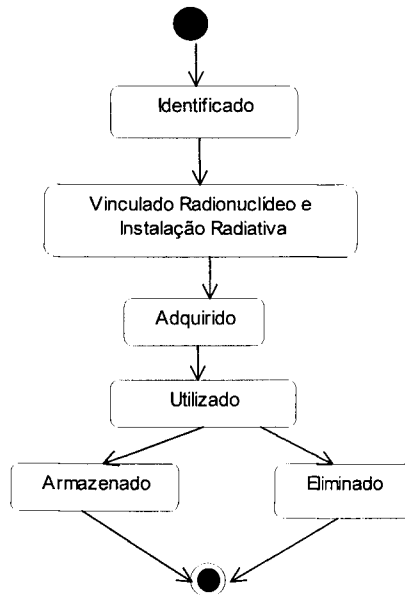 Identificado
Vinculado Radionuclídeo e
Instalação Radiativa
Adquirido
Utilizado
Armazenado
Eliminado